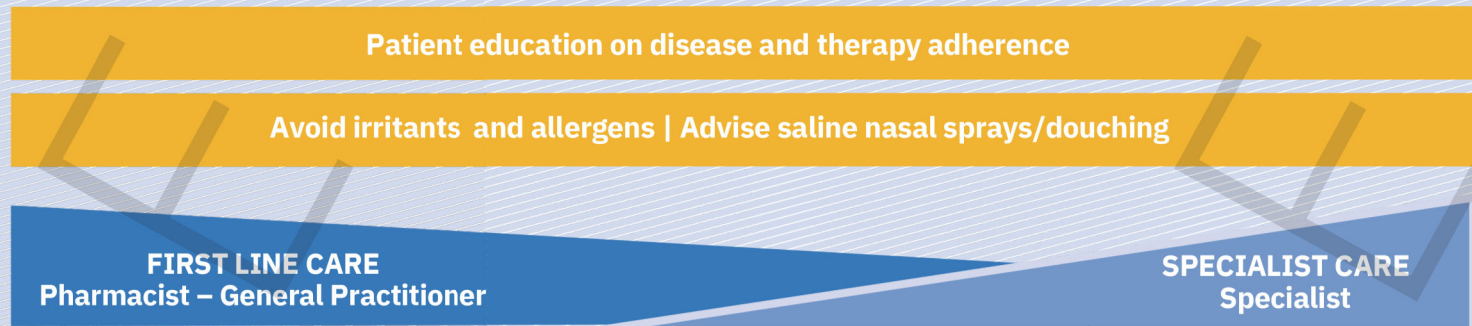 Patient education on disease and therapy adherence
Avoid irritants and allergens | Advise saline nasal sprays/douching
FIRST LINE CARE
Pharmacist – General Practitioner
SPECIALIST CARE
Specialist